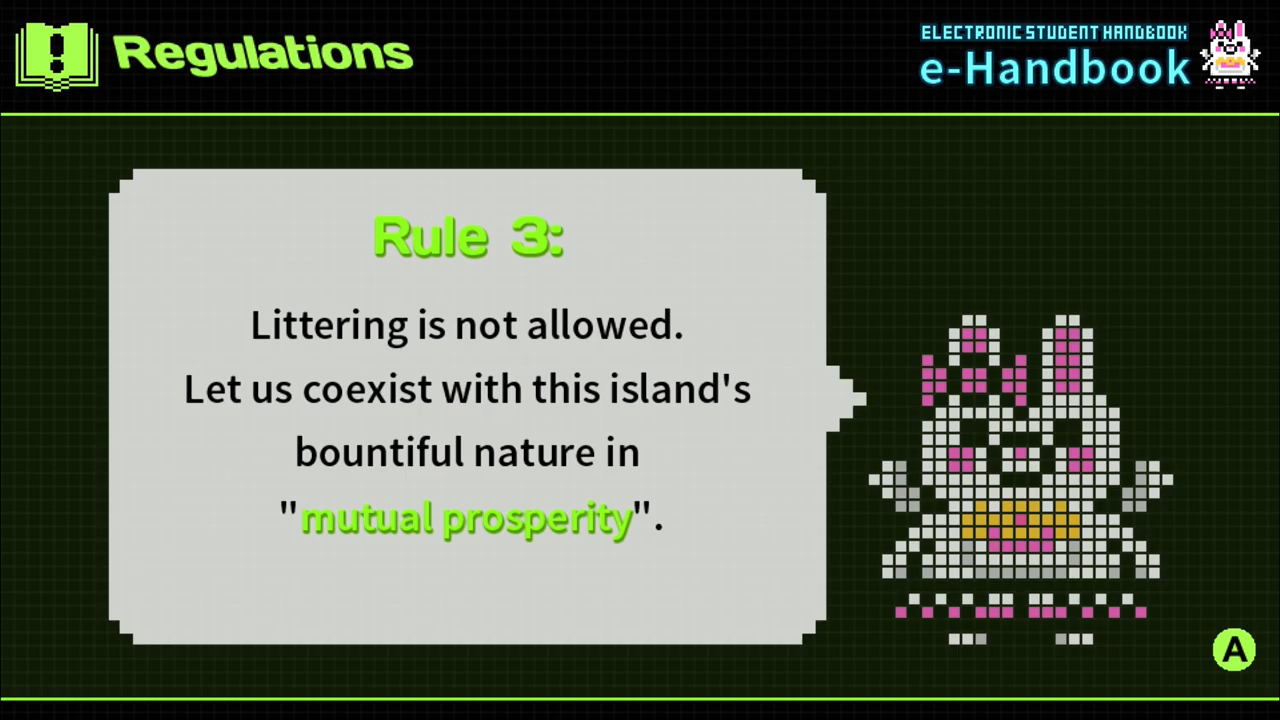 Regulations
ELECTRONIC STUDENT HANDBOOK
e-Handbook
Rule 3:
Littering is not allowed.
Let us coexist with this island's
bountiful nature in
"mutual prosperity".
A